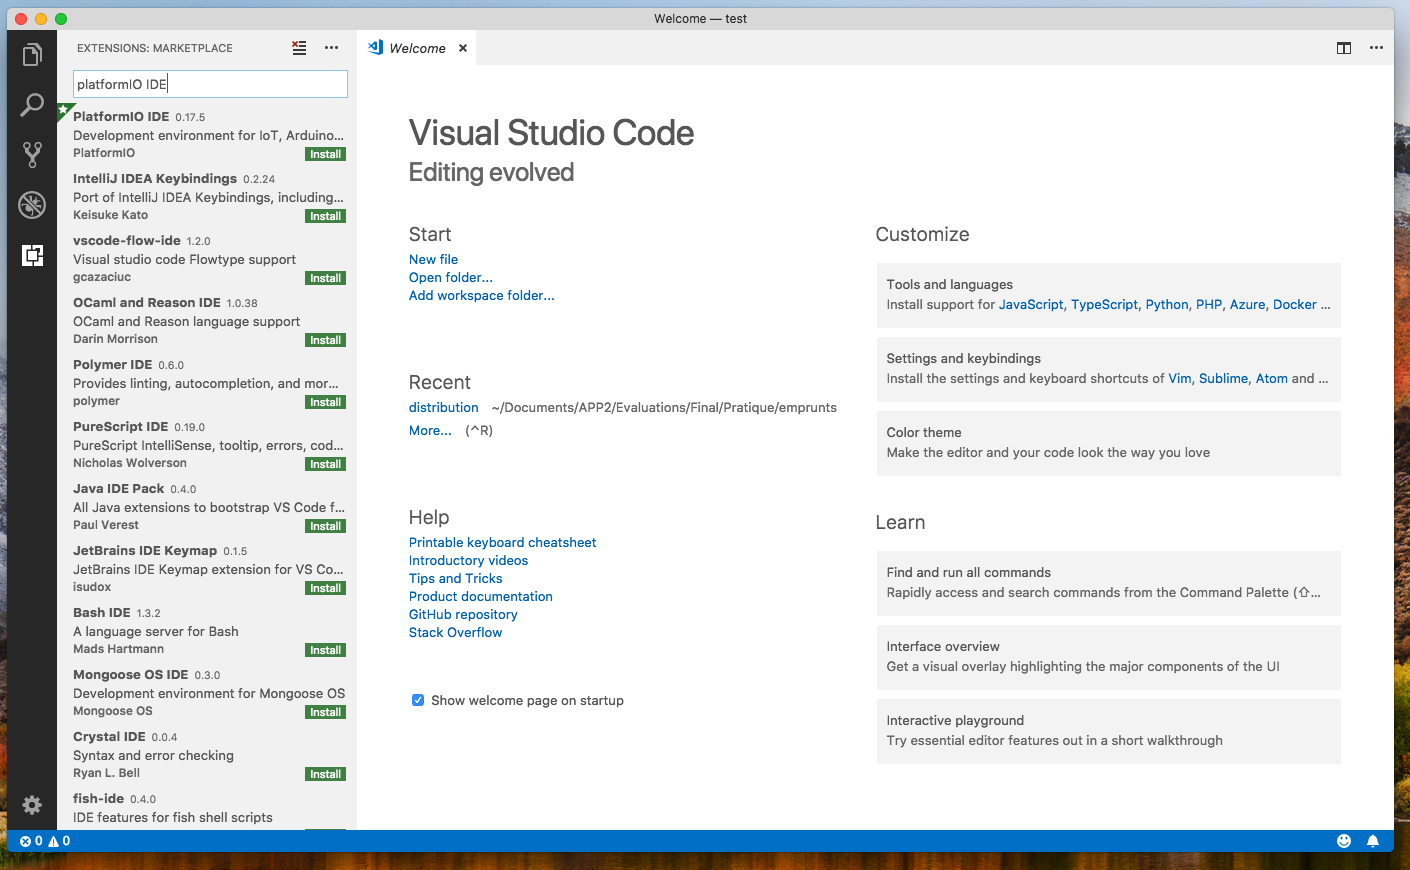 Welcome — test
EXTENSIONS: MARKETPLACE
platformIO IDE
PlatformIO IDE 0.17.5
Development environment for IoT, Arduino...
PlatformIO
Install
IntelliJ IDEA Keybindings 0.2.24
Port of IntelliJ IDEA Keybindings, including...
Keisuke Kato
Install
vscode-flow-ide 1.2.0
Visual studio code Flowtype support
gcazaciuc
Install
OCaml and Reason IDE 1.0.38
OCaml and Reason language support
Darin Morrison
Install
Polymer IDE 0.6.0
Provides linting, autocompletion, and mor...
polymer
Install
PureScript IDE 0.19.0
PureScript IntelliSense, tooltip, errors, cod...
Nicholas Wolverson
Install
Java IDE Pack 0.4.0
All Java extensions to bootstrap VS Code f...
Paul Verest
Install
JetBrains IDE Keymap 0.1.5
JetBrains IDE Keymap extension for VS Co...
isudox
Install
Bash IDE 1.3.2
A language server for Bash
Mads Hartmann
Install
Mongoose OS IDE 0.3.0
Development environment for Mongoose OS
Mongoose OS
Install
Crystal IDE 0.0.4
Syntax and error checking
Ryan L. Bell
Install
fish-ide 0.4.0
IDE features for fish shell scripts
Welcome
Visual Studio Code
Editing evolved
Start
New file
Open folder...
Add workspace folder...
Recent
distribution ~/Documents/APP2/Evaluations/Final/Pratique/emprunts
More... (^R)
Help
Printable keyboard cheatsheet
Introductory videos
Tips and Tricks
Product documentation
GitHub repository
Stack Overflow
Show welcome page on startup
Customize
Tools and languages
Install support for JavaScript, TypeScript, Python, PHP, Azure, Docker ...
Settings and keybindings
Install the settings and keyboard shortcuts of Vim, Sublime, Atom and ...
Color theme
Make the editor and your code look the way you love
Learn
Find and run all commands
Rapidly access and search commands from the Command Palette (⇧...
Interface overview
Get a visual overlay highlighting the major components of the UI
Interactive playground
Try essential editor features out in a short walkthrough
0 0